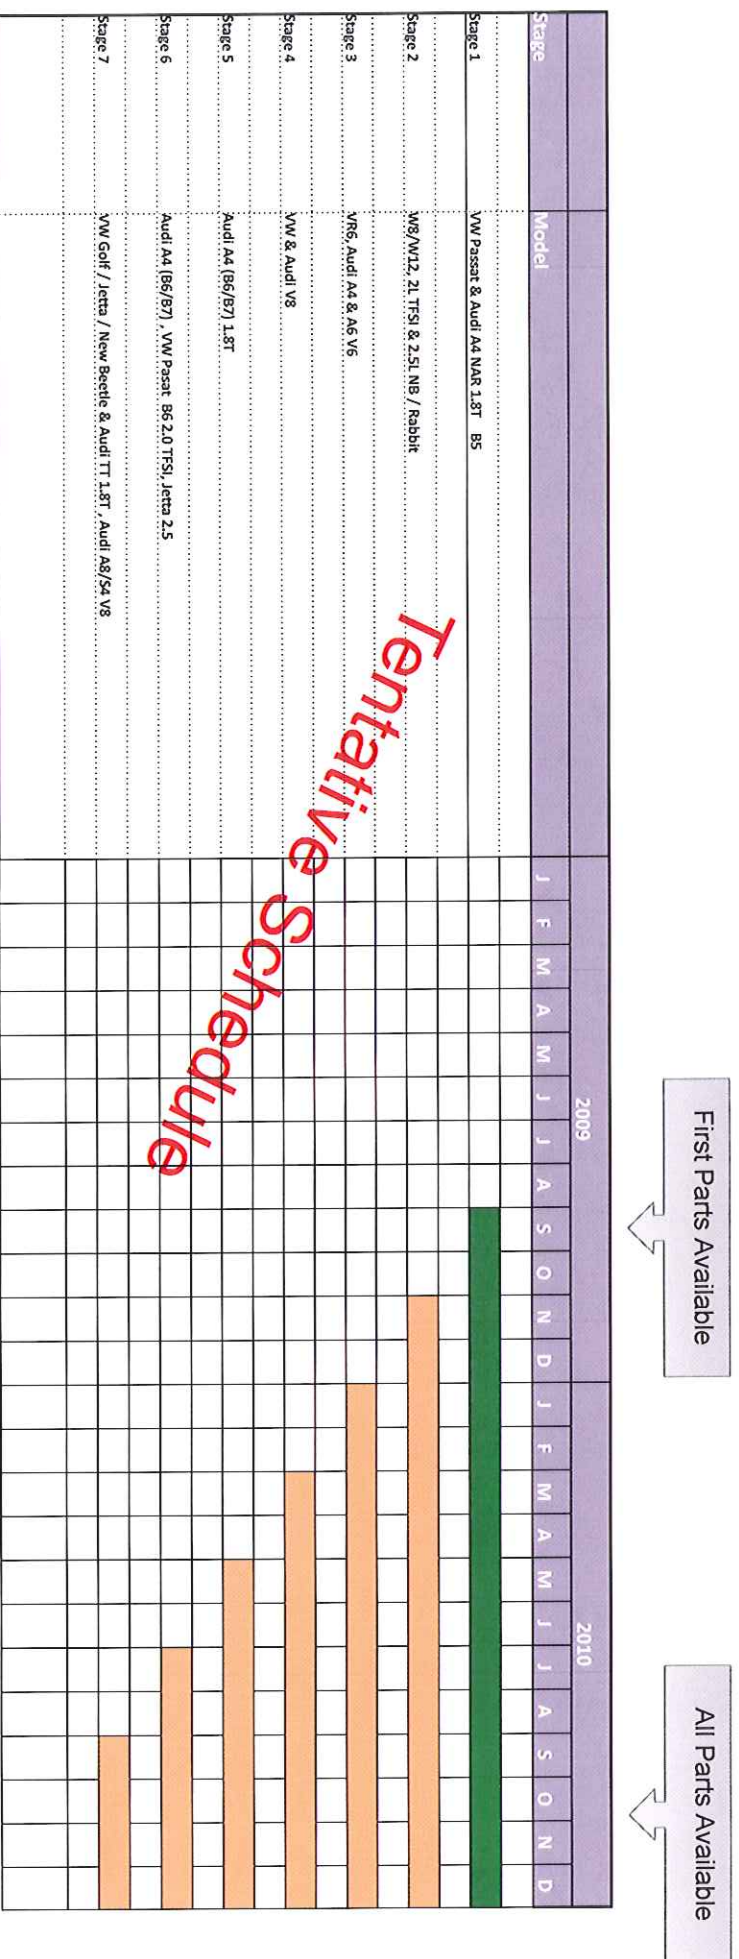 First Parts Available
All Parts Available
2009
2010
Stage Model J F M A M J J A S O N D J F M A M J J A S O N D
Stage 1 VW Passat & Audi A4 NAR 1.8T B5
Stage 2 W8/W12, 2L TFSI & 2.5L NB / Rabbit
Stage 3 VR6, Audi A4 & A6 V6
Stage 4 VW & Audi V8
Stage 5 Audi A4 (B6/B7) 1.8T
Stage 6 Audi A4 (B6/B7) , VW Pasat B6 2.0 TFSI, Jetta 2.5
Stage 7 VW Golf / Jetta / New Beetle & Audi TT 1.8T , Audi A8/S4 V8
Tentative Schedule